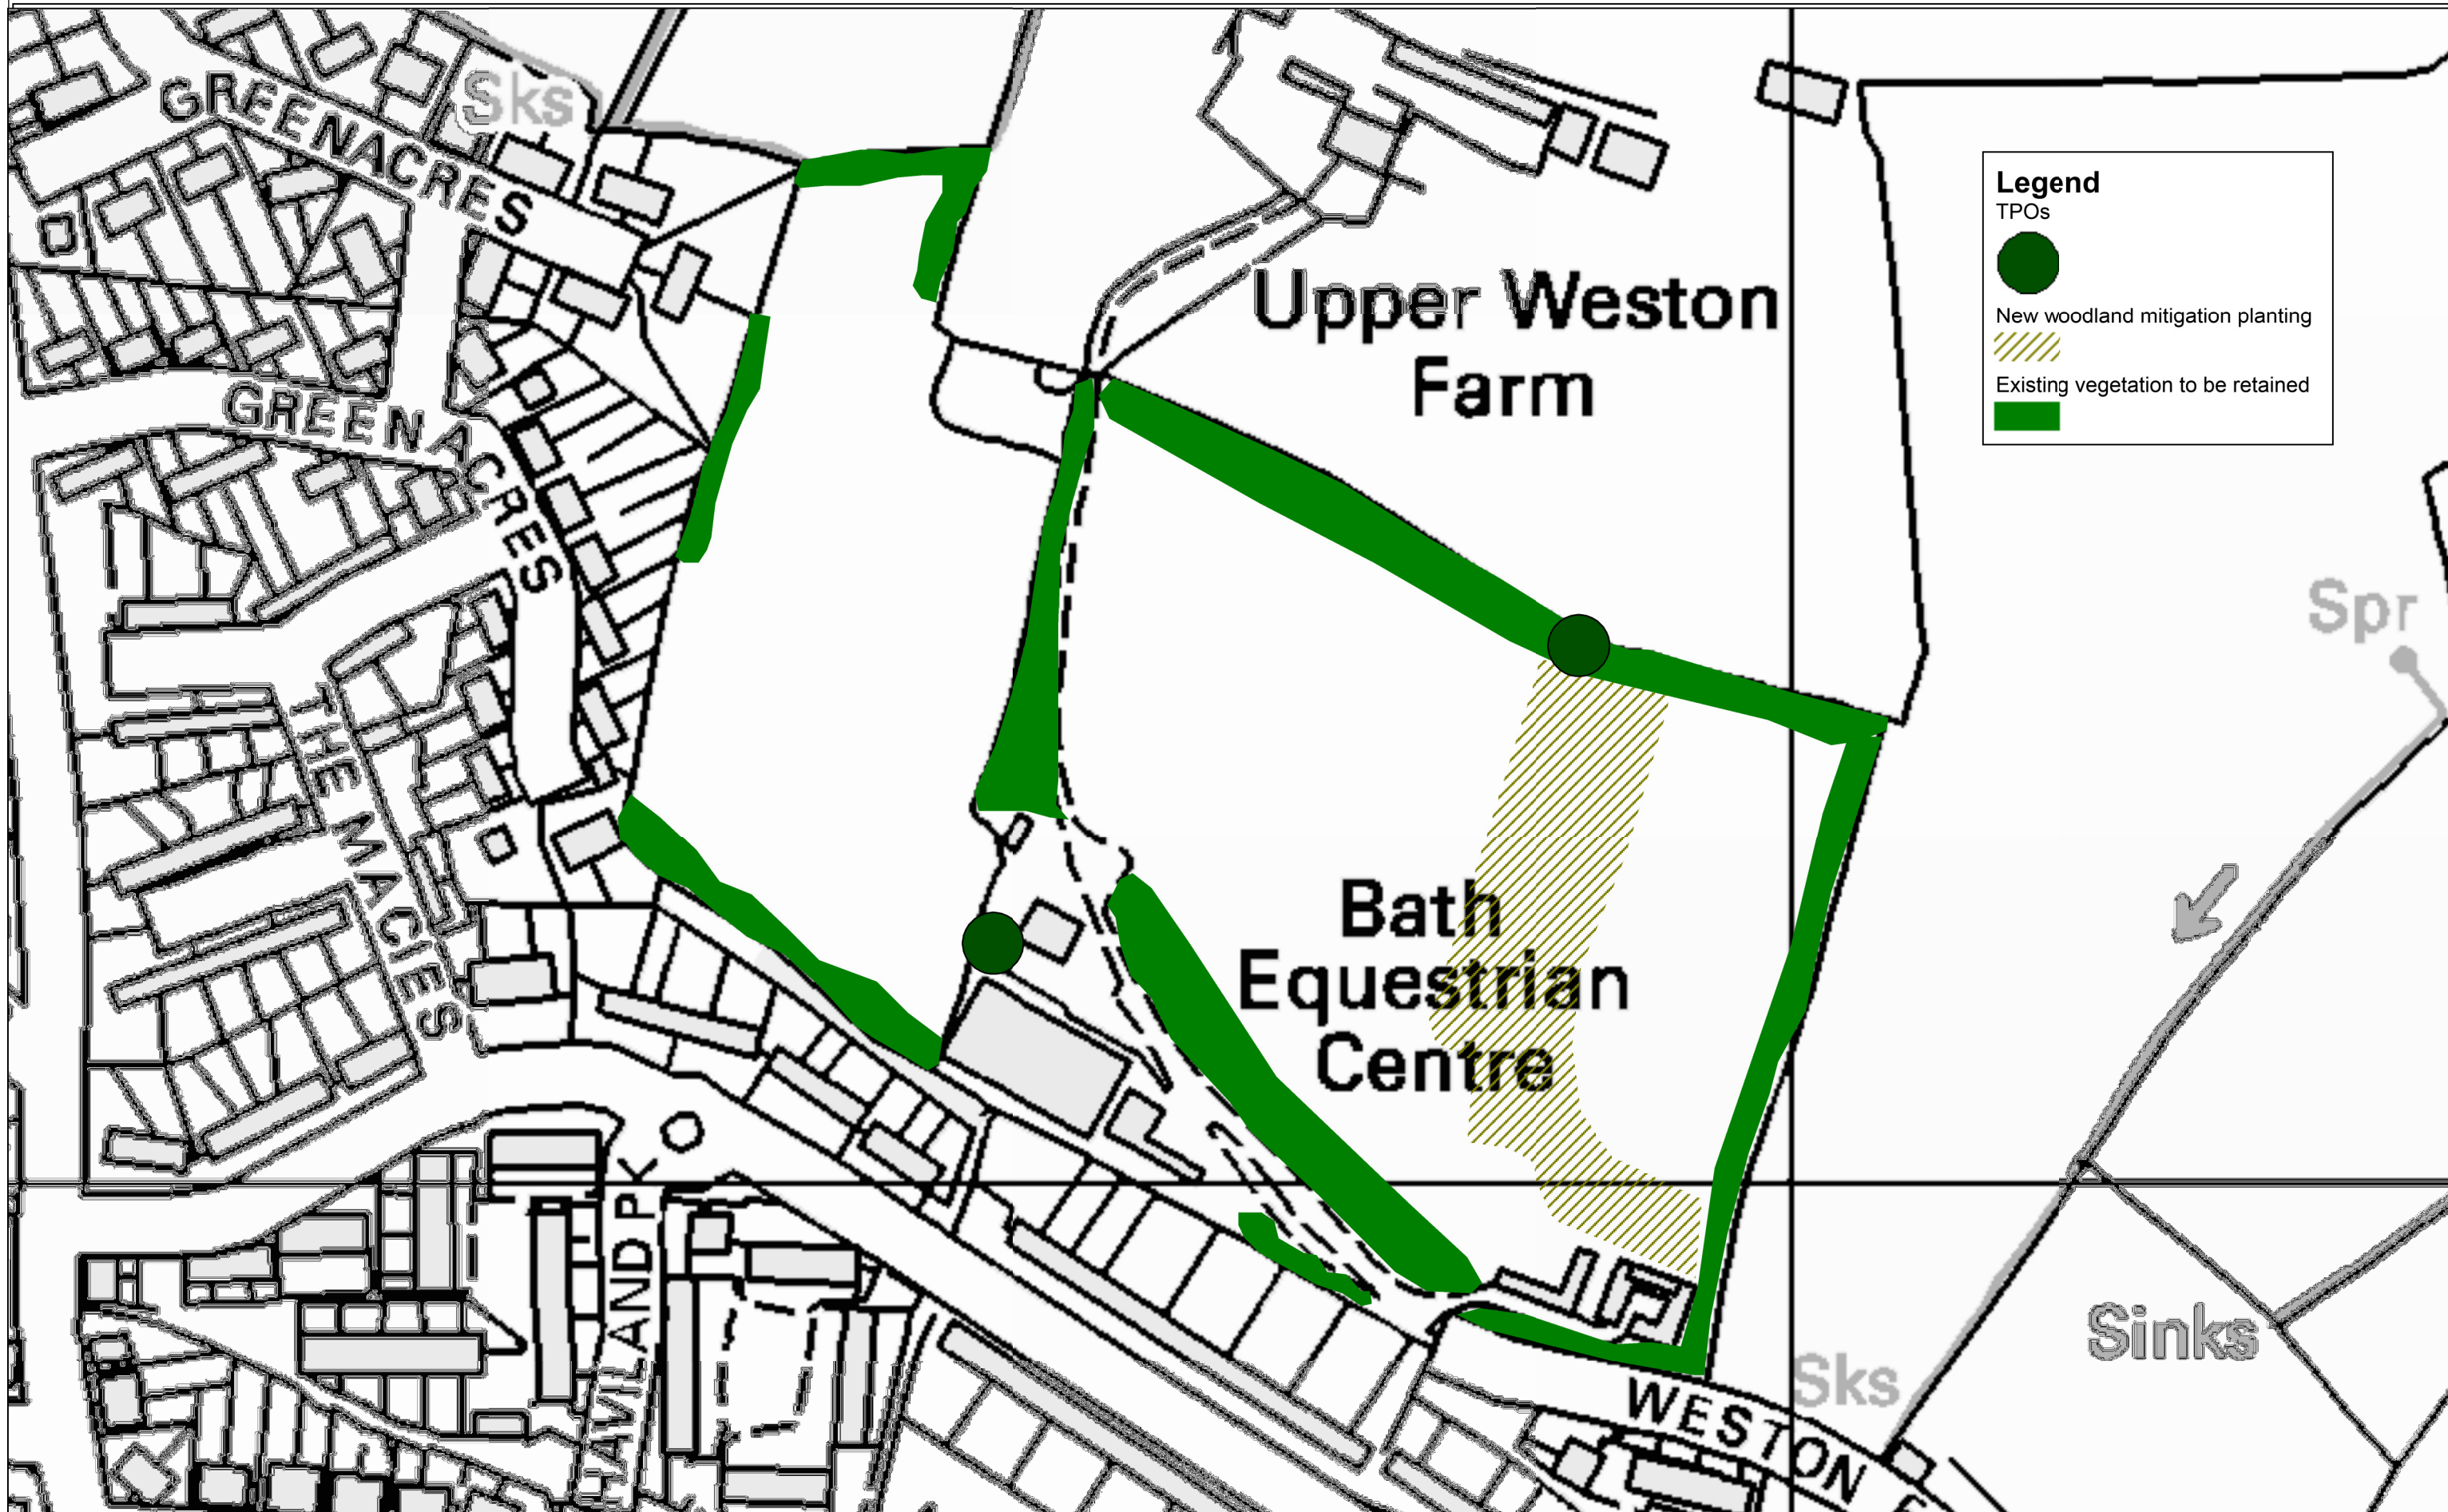 Sks
GREENACRES
GREENACRES
Upper Weston
Farm
Legend
TPOs
New woodland mitigation planting
Existing vegetation to be retained
Spr
THE MACIES
Bath
Equestrian
Centre
HAVILAND PK
Sinks
Sks
WESTON